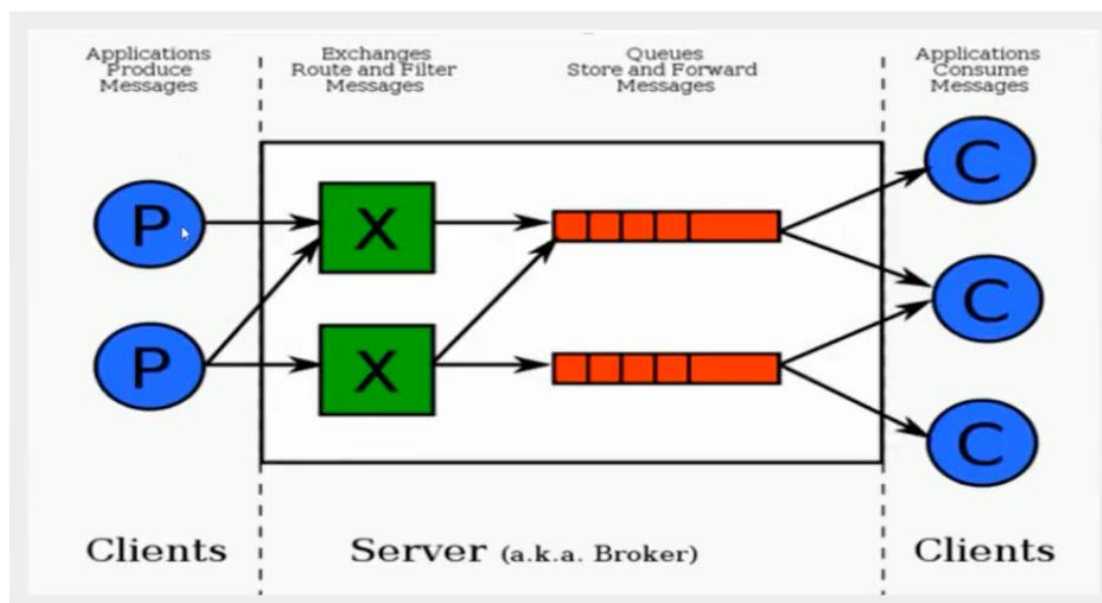 Applications
Produce
Messages
Exchanges
Route and Filter
Messages
Queues
Store and Forward
Messages
Applications
Consume
Messages
P
X
C
P
X
C
C
Clients
Server (a.k.a. Broker)
Clients